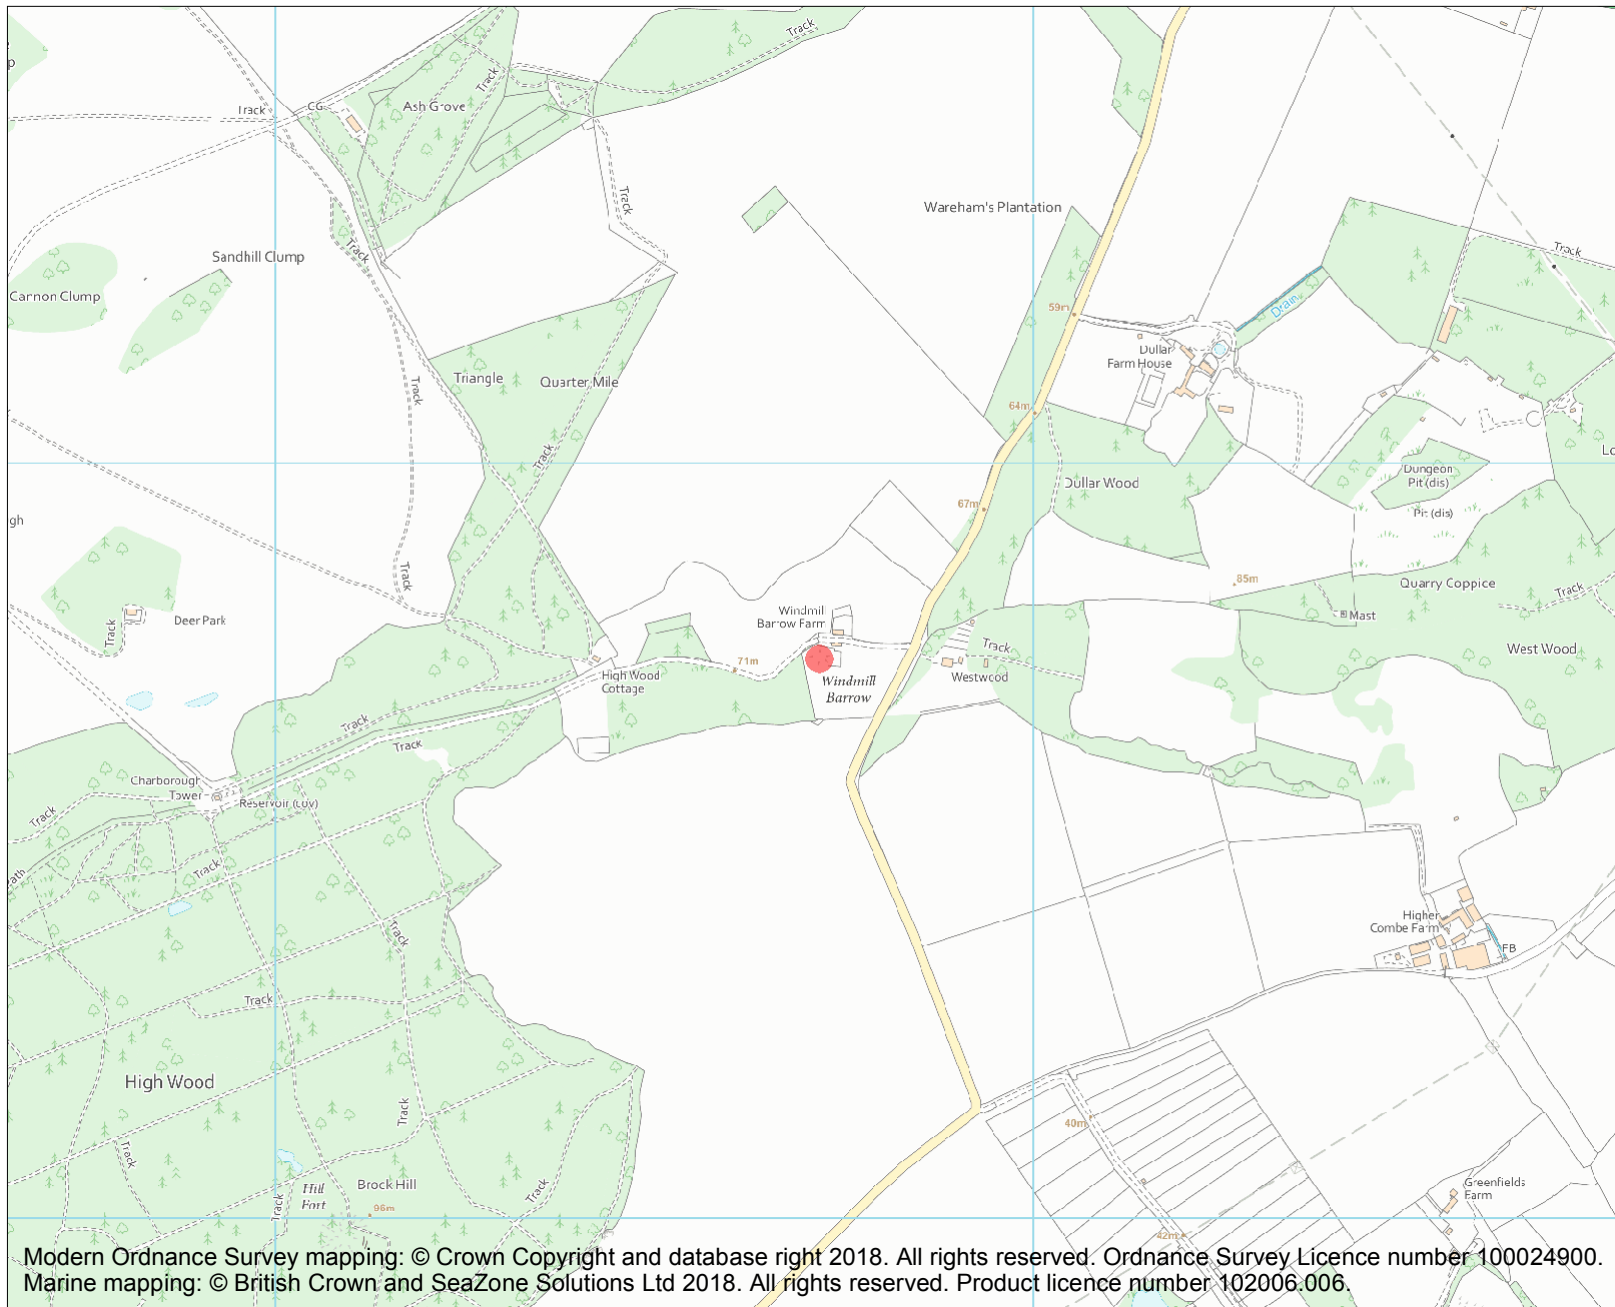 Track
Track
CG
Ash Grove
Track
Track
Track
Wareham's Plantation
Track
Sandhill Clump
Track
Carron Clump
Drain
59m
Dullar
Farm House
Triangle
Quarter Mile
Track
64m
Track
Dullar Wood
Dungeon
Pit (dis)
67m
Pit (dis)
gh
Track
85m
Quarry Coppice
Track
Windmill
Barrow Farm
Mast
Deer Park
Track
Track
West Wood
71m
High Wood
Cottage
Westwood
Windmill
Barrow
Track
Track
Charborough
Tower
Reservoir (cov)
Track
Track
ath
Higher
Combe Farm
Track
FB
Track
High Wood
Track
40m
Track
Hill
Fort
Brock Hill
Track
Track
Greenfields
Farm
96m
42m
Modern Ordnance Survey mapping: © Crown Copyright and database right 2018. All rights reserved. Ordnance Survey Licence number 100024900.
Marine mapping: © British Crown and SeaZone Solutions Ltd 2018. All rights reserved. Product licence number 102006.006.